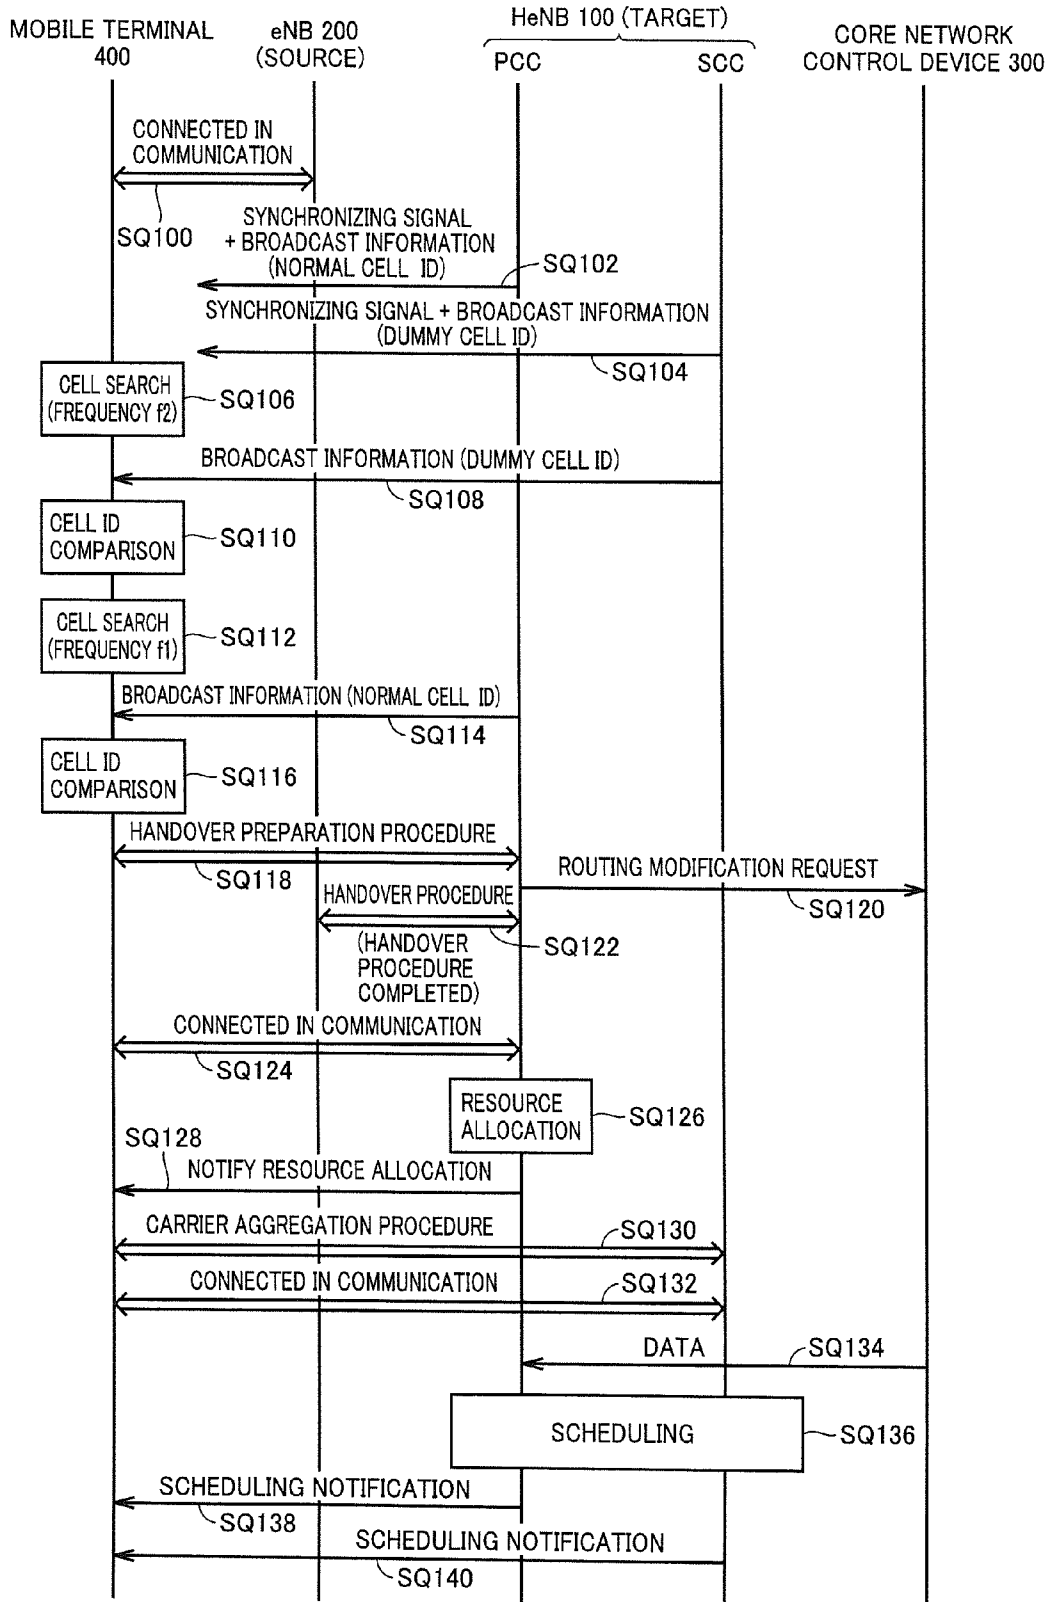 MOBILE TERMINAL
400
eNB 200
(SOURCE)
HeNB 100 (TARGET)
PCC
SCC
CORE NETWORK
CONTROL DEVICE 300
CONNECTED IN
COMMUNICATION
SQ100
SYNCHRONIZING SIGNAL
+ BROADCAST INFORMATION
(NORMAL CELL ID)
SQ102
SYNCHRONIZING SIGNAL + BROADCAST INFORMATION
(DUMMY CELL ID)
SQ104
CELL SEARCH
(FREQUENCY f2)
SQ106
BROADCAST INFORMATION (DUMMY CELL ID)
SQ108
CELL ID
COMPARISON
SQ110
CELL SEARCH
(FREQUENCY f1)
SQ112
BROADCAST INFORMATION (NORMAL CELL ID)
SQ114
CELL ID
COMPARISON
SQ116
HANDOVER PREPARATION PROCEDURE
SQ118
ROUTING MODIFICATION REQUEST
SQ120
HANDOVER PROCEDURE
SQ122
(HANDOVER
PROCEDURE
COMPLETED)
CONNECTED IN COMMUNICATION
SQ124
RESOURCE
ALLOCATION
SQ126
SQ128
NOTIFY RESOURCE ALLOCATION
CARRIER AGGREGATION PROCEDURE
SQ130
CONNECTED IN COMMUNICATION
SQ132
DATA
SQ134
SCHEDULING
SQ136
SCHEDULING NOTIFICATION
SQ138
SCHEDULING NOTIFICATION
SQ140